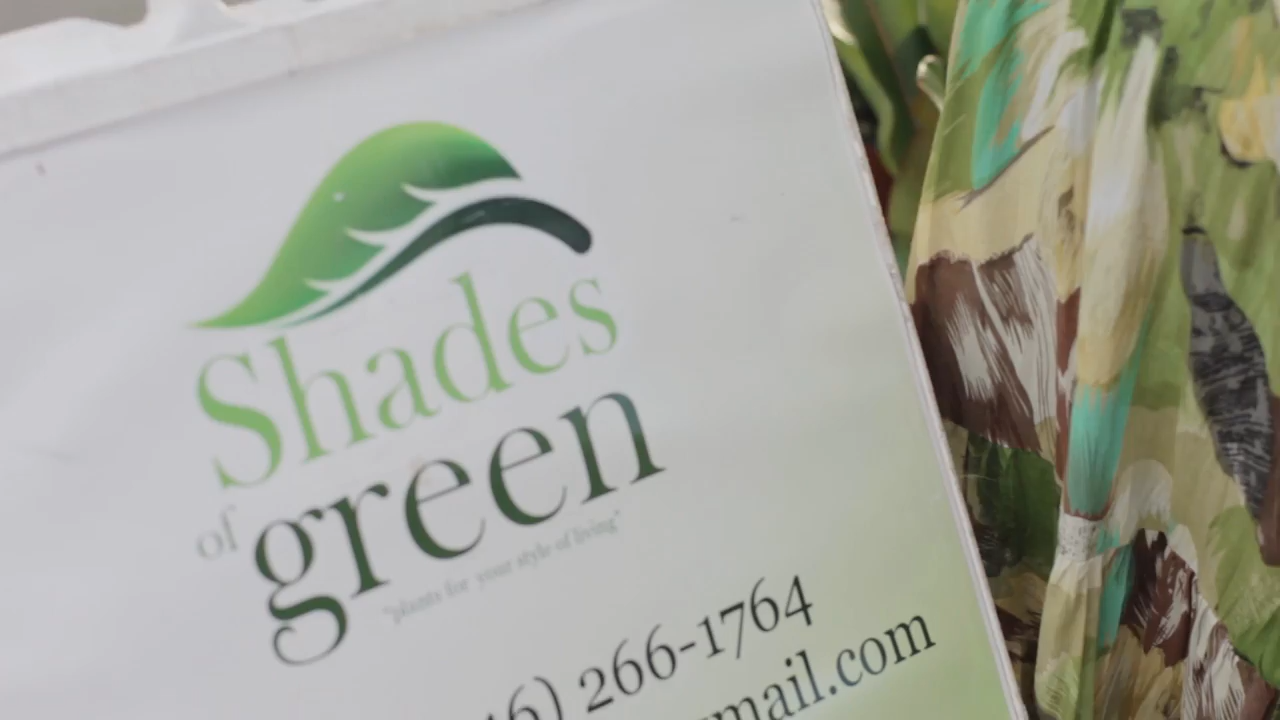 Shades
of green
"plants for your style of living"
6) 266-1764
mail.com